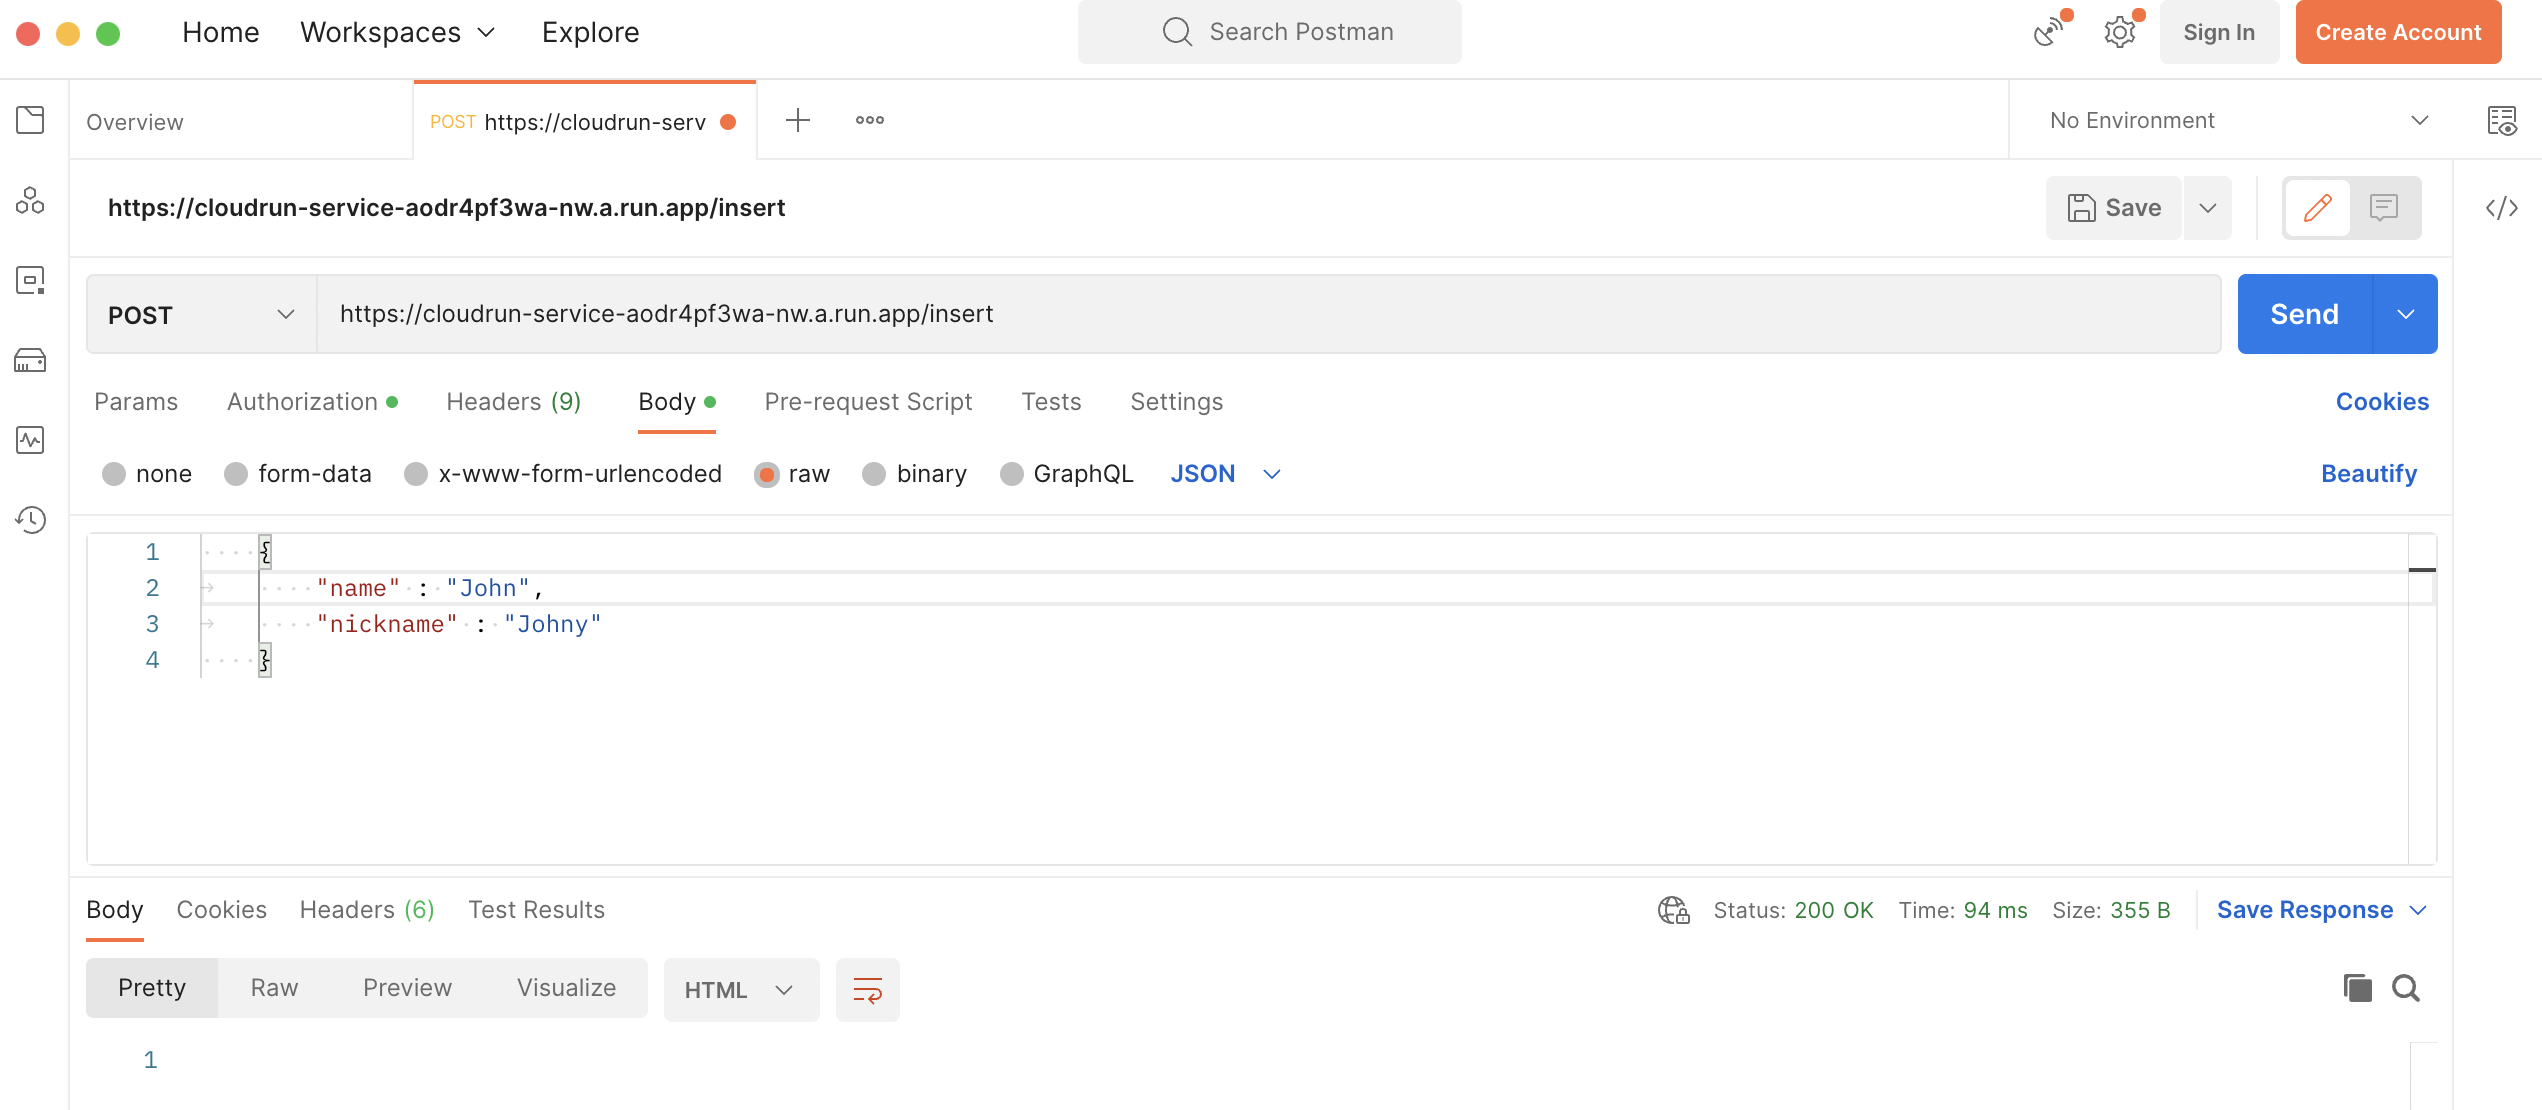 Home Workspaces Explore Search Postman Sign In Create Account
Overview POST https://cloudrun-serv No Environment
https://cloudrun-service-aodr4pf3wa-nw.a.run.app/insert Save
POST https://cloudrun-service-aodr4pf3wa-nw.a.run.app/insert Send
Params Authorization Headers (9) Body Pre-request Script Tests Settings Cookies
none form-data x-www-form-urlencoded raw binary GraphQL JSON Beautify
1 {
2 "name" : "John",
3 "nickname" : "Johny"
4 }
Body Cookies Headers (6) Test Results Status: 200 OK Time: 94 ms Size: 355 B Save Response
Pretty Raw Preview Visualize HTML
1